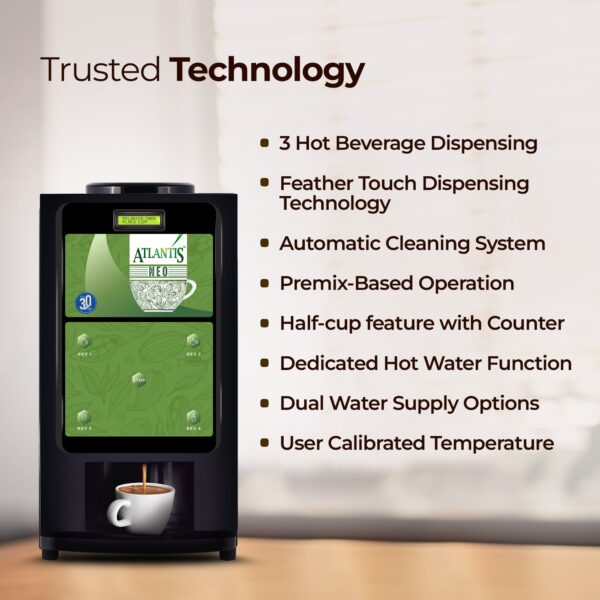 Trusted Technology
3 Hot Beverage Dispensing
Feather Touch Dispensing
Technology
Automatic Cleaning System
Premix-Based Operation
Half-cup feature with Counter
Dedicated Hot Water Function
Dual Water Supply Options
User Calibrated Temperature
PLACE CUP
ATLANTIS®
NEO
30
BEV 1
BEV 2
STOP
BEV 3
BEV 4